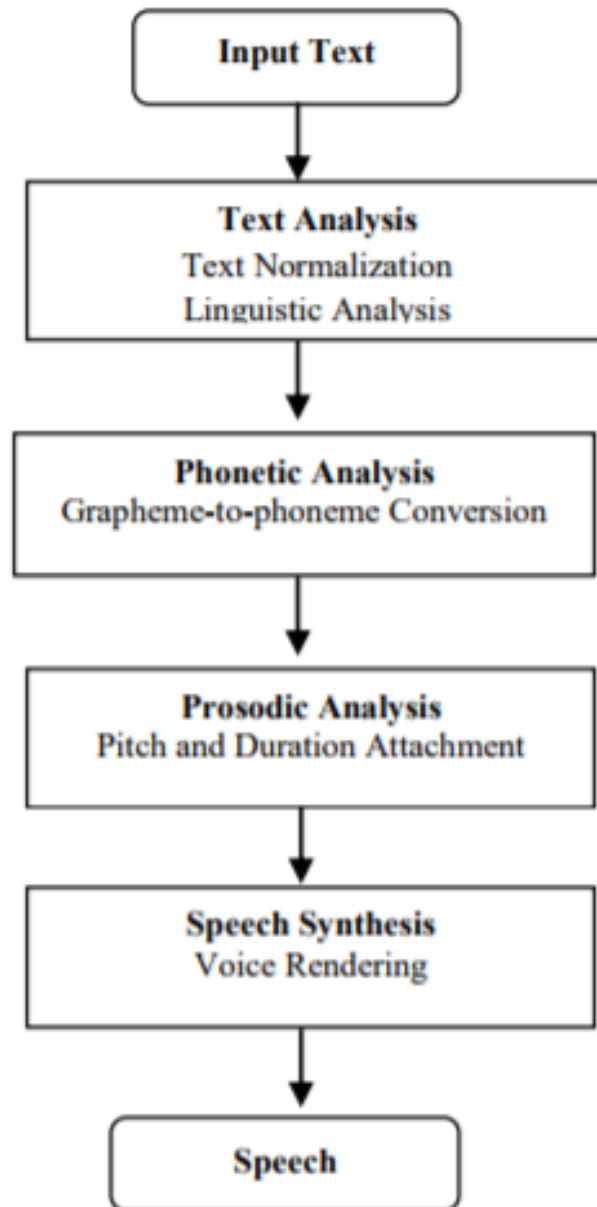 Input Text
Text Analysis
Text Normalization
Linguistic Analysis
Phonetic Analysis
Grapheme-to-phoneme Conversion
Prosodic Analysis
Pitch and Duration Attachment
Speech Synthesis
Voice Rendering
Speech